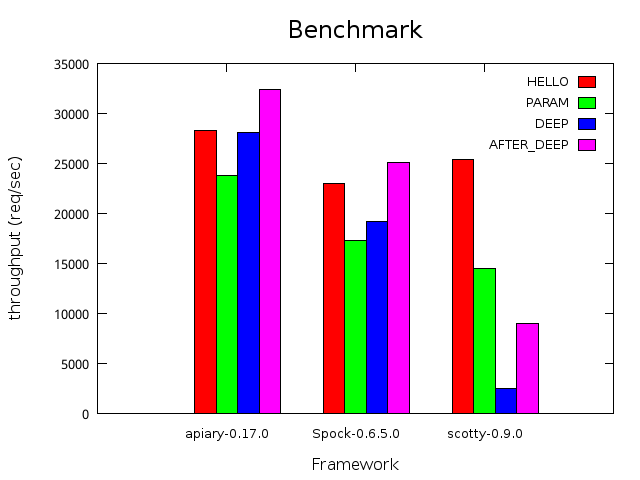 Benchmark
35000
30000
25000
20000
15000
10000
5000
0
throughput (req/sec)
HELLO
PARAM
DEEP
AFTER_DEEP
apiary-0.17.0
Spock-0.6.5.0
scotty-0.9.0
Framework